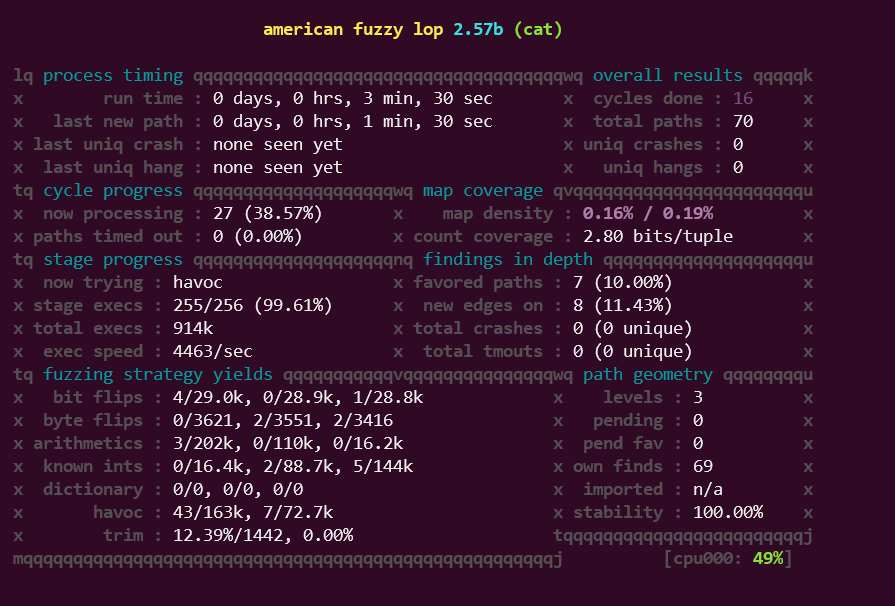 american fuzzy lop 2.57b (cat)
lq process timing qqqqqqqqqqqqqqqqqqqqqqqqqqqqqqqqqqqqqwq overall results qqqqqk
x        run time : 0 days, 0 hrs, 3 min, 30 sec       x  cycles done : 16     x
x   last new path : 0 days, 0 hrs, 1 min, 30 sec       x  total paths : 70     x
x last uniq crash : none seen yet                      x uniq crashes : 0      x
x  last uniq hang : none seen yet                      x   uniq hangs : 0      x
tq cycle progress qqqqqqqqqqqqqqqqqqqqwq map coverage qvqqqqqqqqqqqqqqqqqqqqqqqu
x  now processing : 27 (38.57%)       x    map density : 0.16% / 0.19%         x
x paths timed out : 0 (0.00%)         x count coverage : 2.80 bits/tuple       x
tq stage progress qqqqqqqqqqqqqqqqqqqqnq findings in depth qqqqqqqqqqqqqqqqqqqqu
x  now trying : havoc                 x favored paths : 7 (10.00%)             x
x stage execs : 255/256 (99.61%)      x  new edges on : 8 (11.43%)             x
x total execs : 914k                  x total crashes : 0 (0 unique)           x
x  exec speed : 4463/sec              x  total tmouts : 0 (0 unique)           x
tq fuzzing strategy yields qqqqqqqqqqqvqqqqqqqqqqqqqqqwq path geometry qqqqqqqqu
x   bit flips : 4/29.0k, 0/28.9k, 1/28.8k             x    levels : 3          x
x  byte flips : 0/3621, 2/3551, 2/3416                x   pending : 0          x
x arithmetics : 3/202k, 0/110k, 0/16.2k               x  pend fav : 0          x
x  known ints : 0/16.4k, 2/88.7k, 5/144k              x own finds : 69         x
x  dictionary : 0/0, 0/0, 0/0                         x  imported : n/a        x
x       havoc : 43/163k, 7/72.7k                      x stability : 100.00%    x
x        trim : 12.39%/1442, 0.00%                    tqqqqqqqqqqqqqqqqqqqqqqqqj
mqqqqqqqqqqqqqqqqqqqqqqqqqqqqqqqqqqqqqqqqqqqqqqqqqqqqqj          [cpu000: 49%]